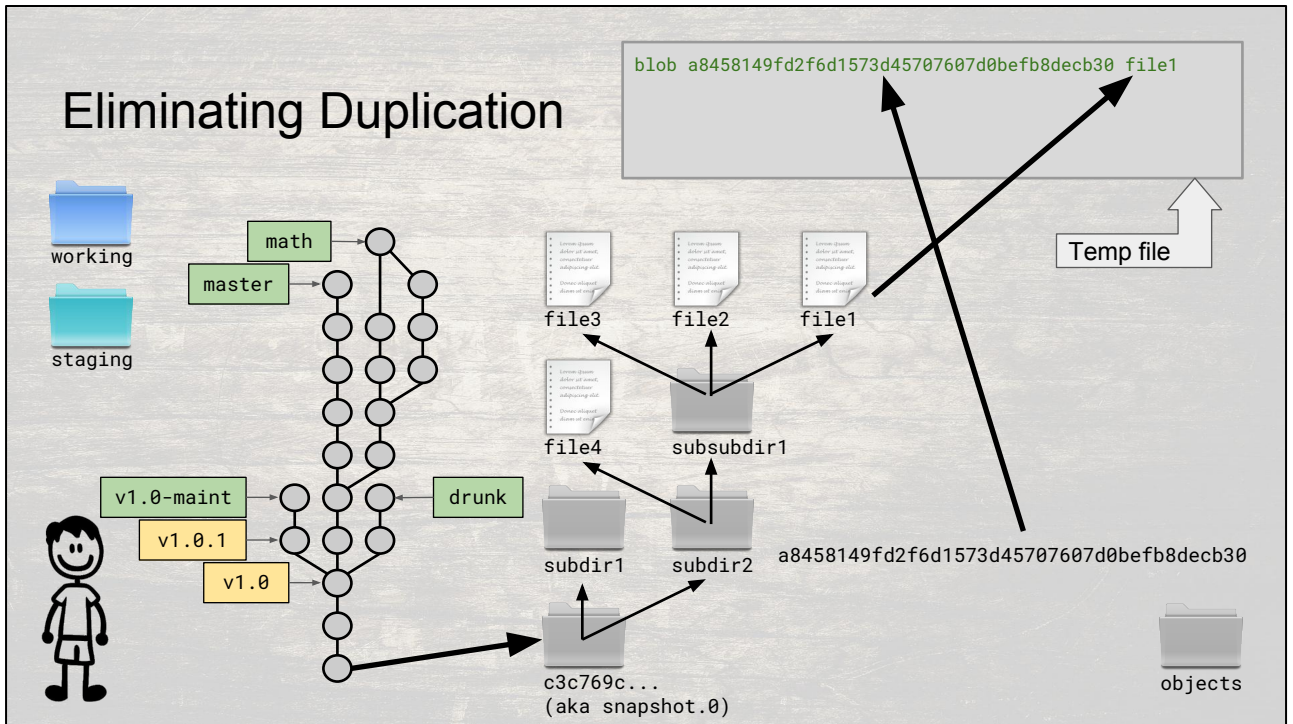 blob a8458149fd2f6d1573d45707607d0befb8decb30 file1
Eliminating Duplication
Temp file
working
staging
math
master
v1.0-maint
drunk
v1.0.1
v1.0
file3
file2
file1
file4
subsubdir1
subdir1
subdir2
a8458149fd2f6d1573d45707607d0befb8decb30
c3c769c...
(aka snapshot.0)
objects